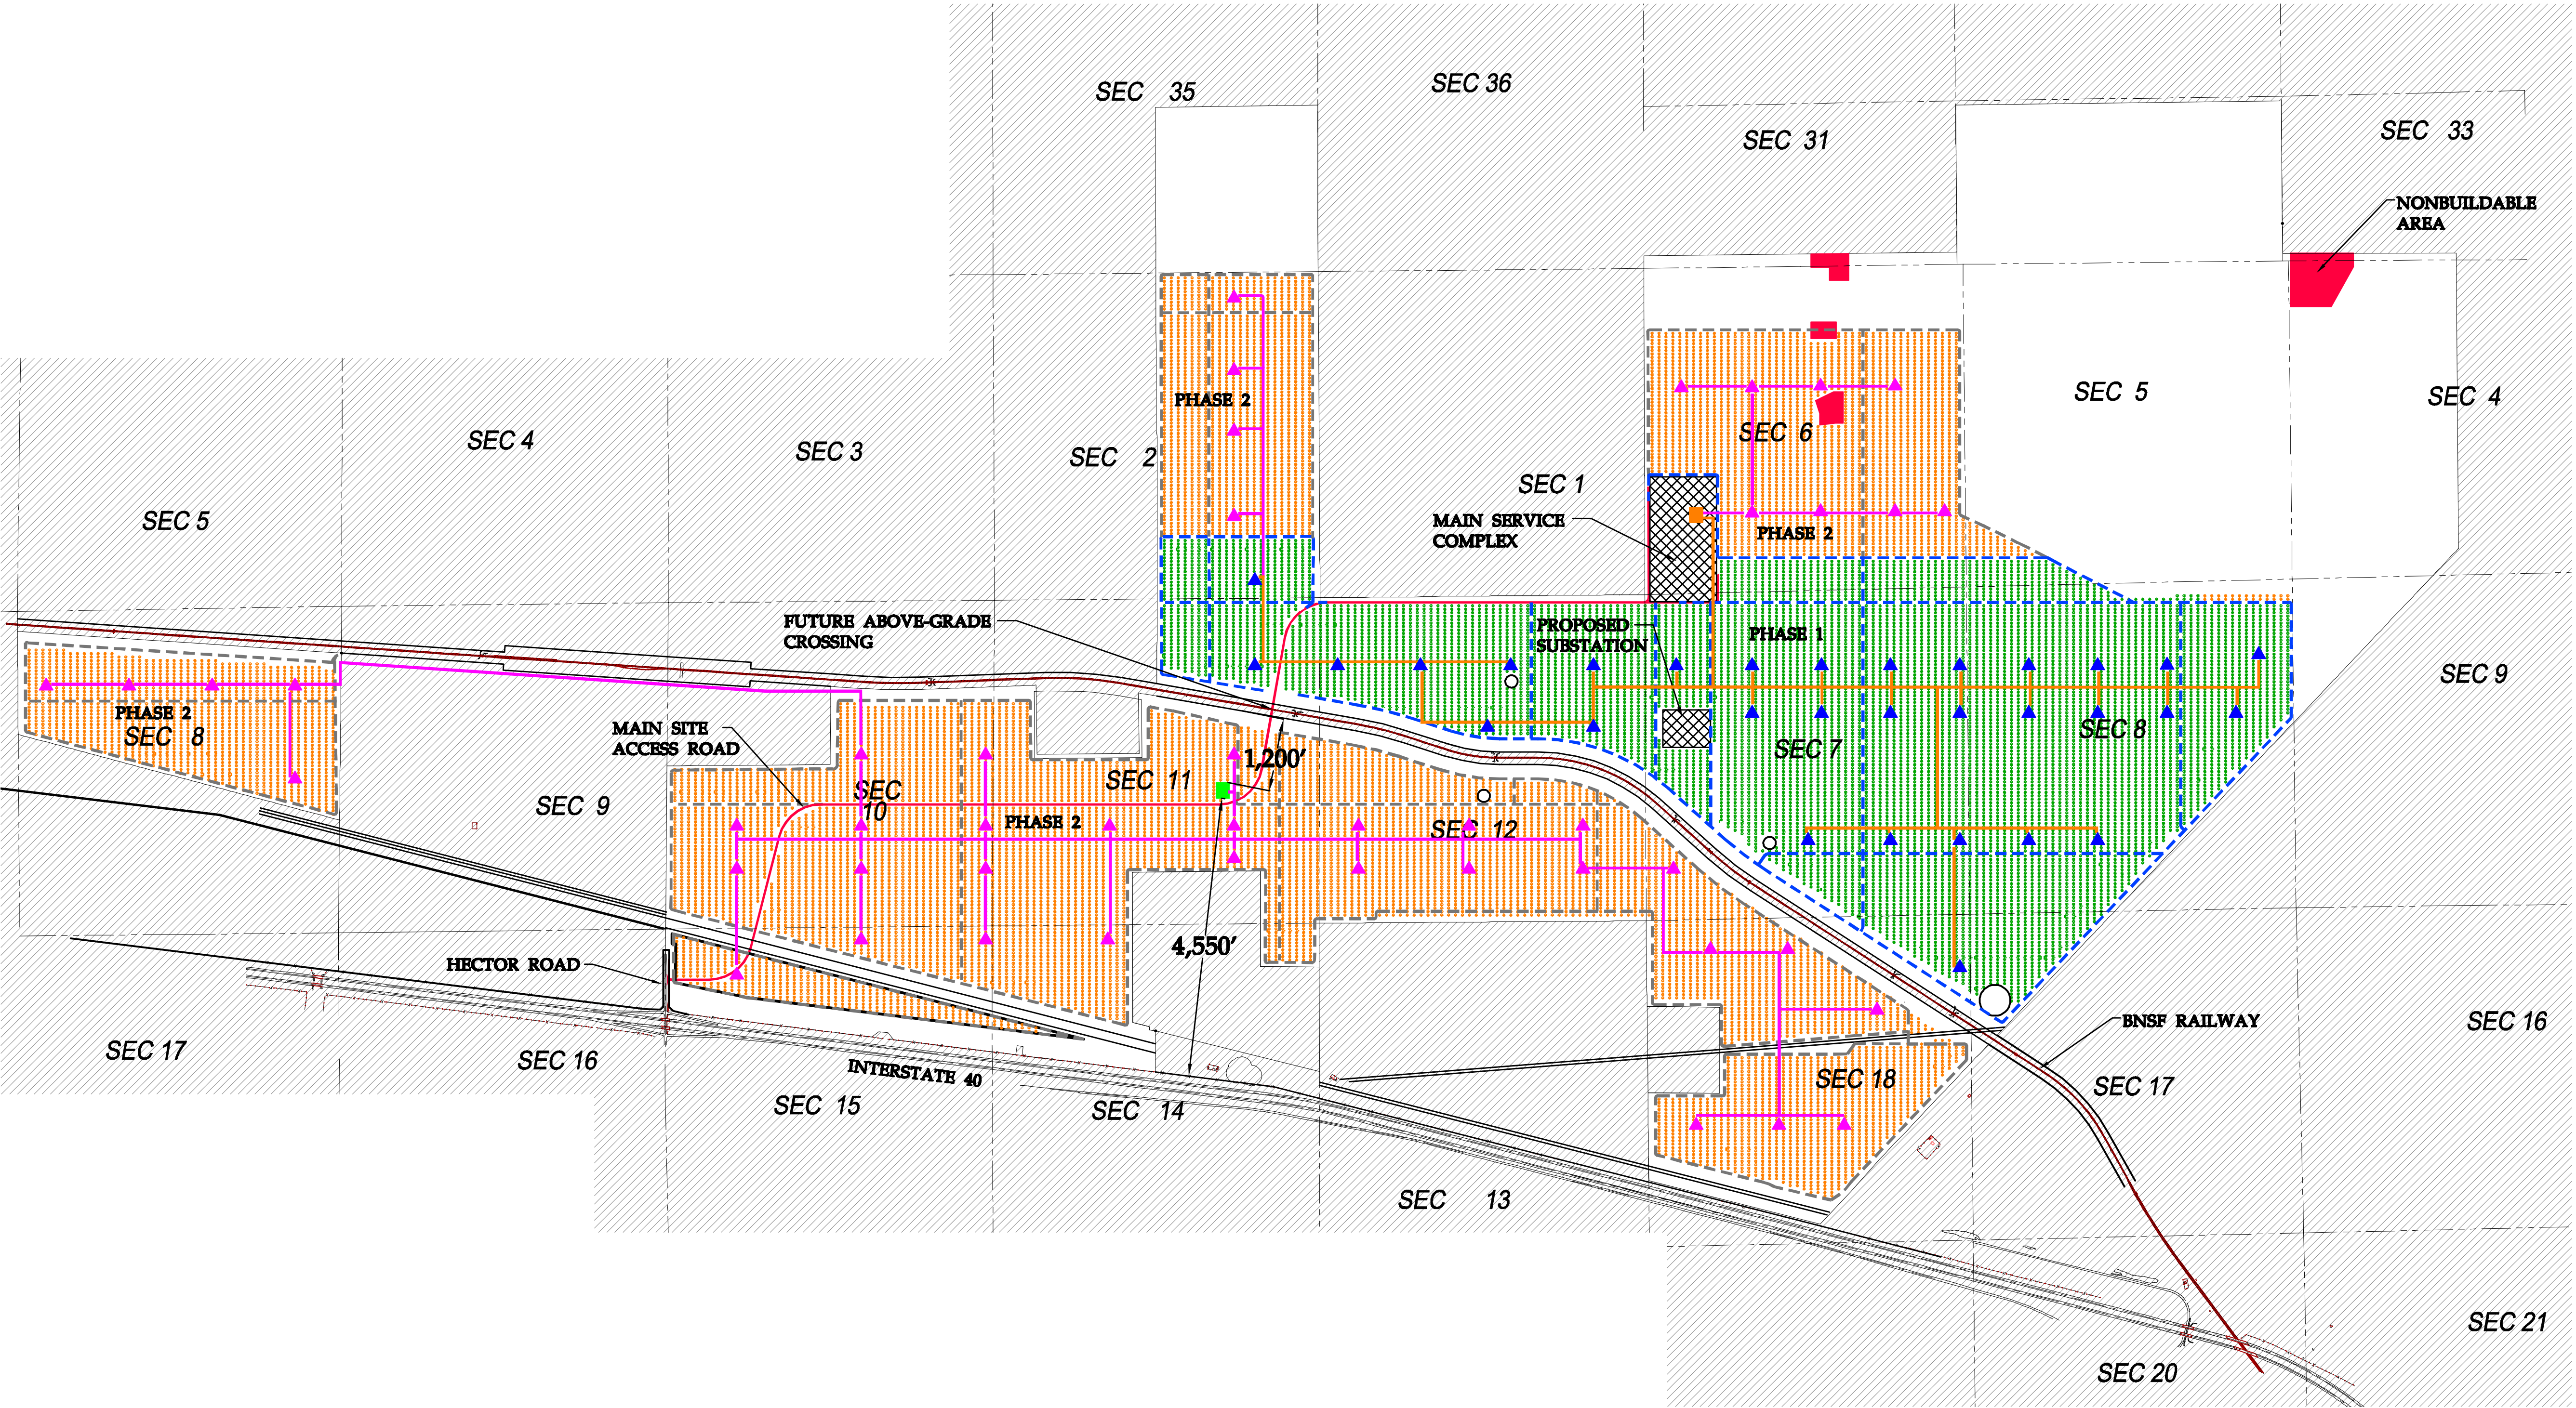 SEC 35
SEC 36
SEC 31
SEC 33
NONBUILDABLE
AREA
SEC 5
SEC 4
SEC 3
SEC 2
PHASE 2
SEC 1
MAIN SERVICE
COMPLEX
SEC 6
PHASE 2
SEC 5
SEC 4
FUTURE ABOVE-GRADE
CROSSING
PROPOSED
SUBSTATION
PHASE 1
SEC 9
PHASE 2
SEC 8
MAIN SITE
ACCESS ROAD
SEC 7
SEC 8
SEC 9
SEC
10
SEC 11
1,200'
PHASE 2
SEC 12
HECTOR ROAD
4,550'
SEC 17
SEC 16
INTERSTATE 40
SEC 15
SEC 14
SEC 18
BNSF RAILWAY
SEC 17
SEC 16
SEC 13
SEC 20
SEC 21